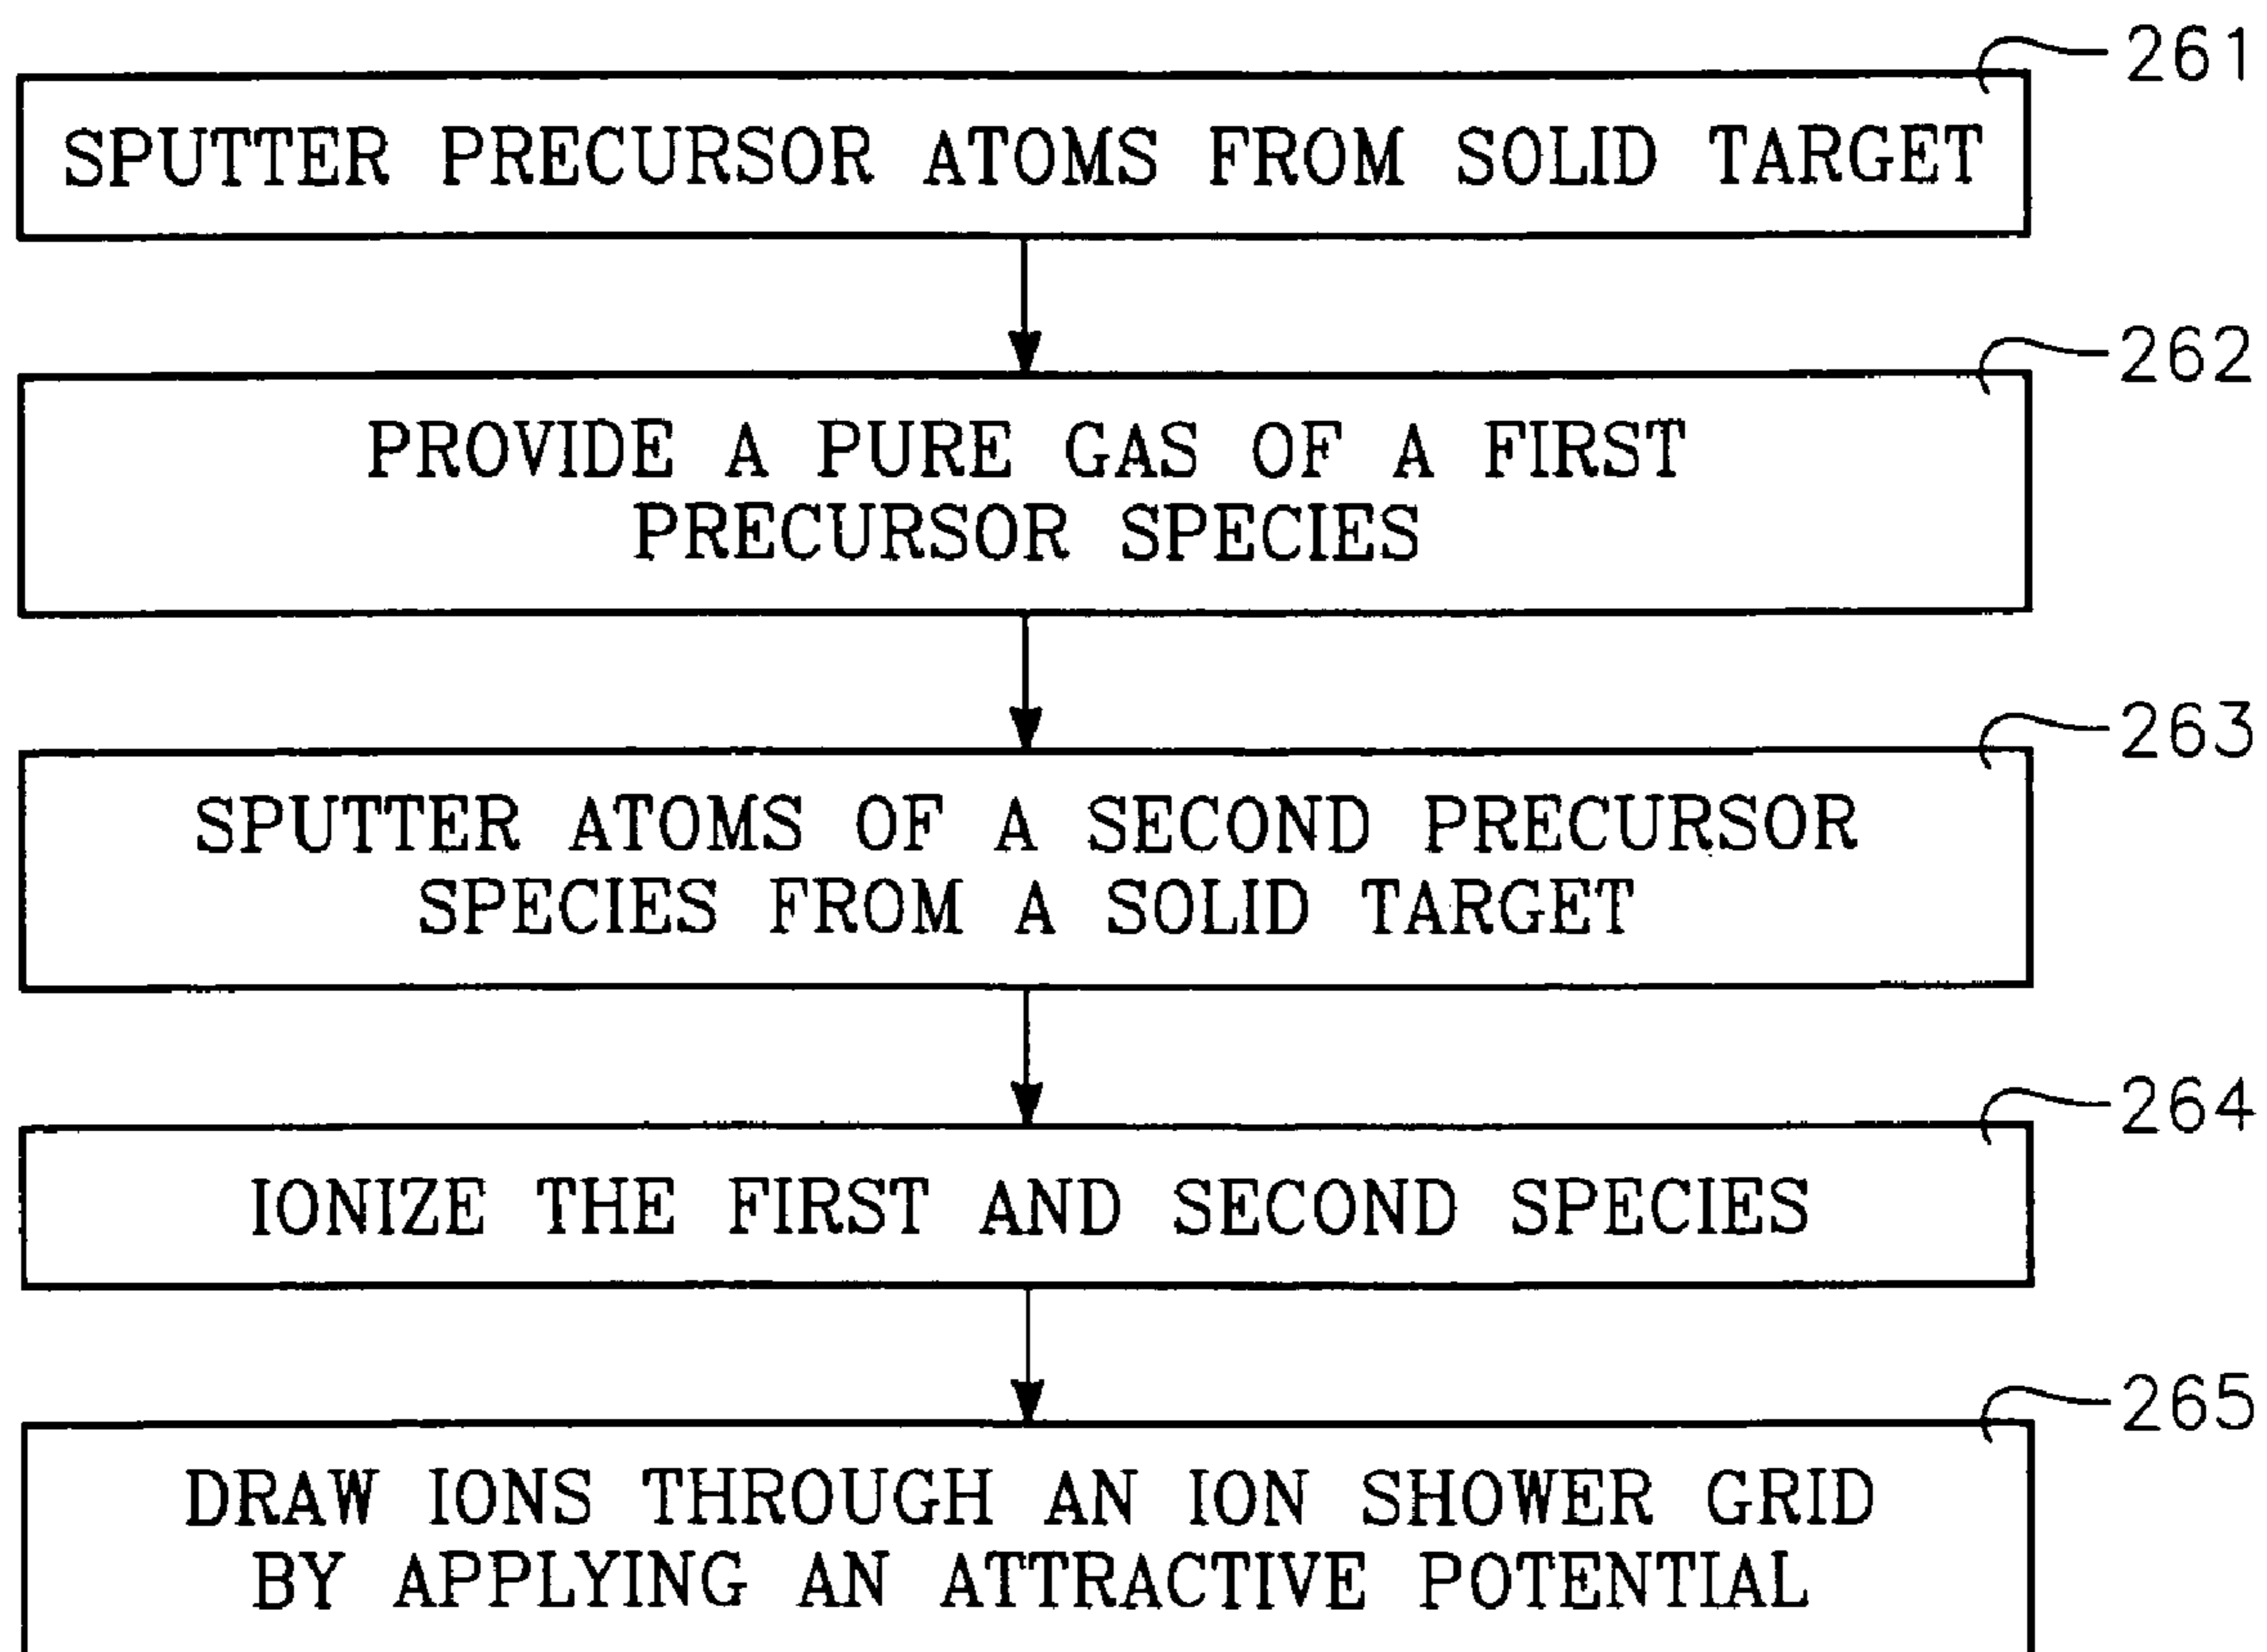 261
SPUTTER PRECURSOR ATOMS FROM SOLID TARGET
262
PROVIDE A PURE GAS OF A FIRST
PRECURSOR SPECIES
263
SPUTTER ATOMS OF A SECOND PRECURSOR
SPECIES FROM A SOLID TARGET
264
IONIZE THE FIRST AND SECOND SPECIES
265
DRAW IONS THROUGH AN ION SHOWER GRID
BY APPLYING AN ATTRACTIVE POTENTIAL